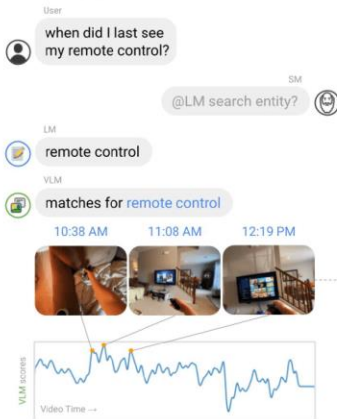 User
when did I last see
my remote control?
SM
@LM search entity?
LM
remote control
VLM
matches for remote control
10:38 AM 11:08 AM 12:19 PM
VLM scores
Video Time →